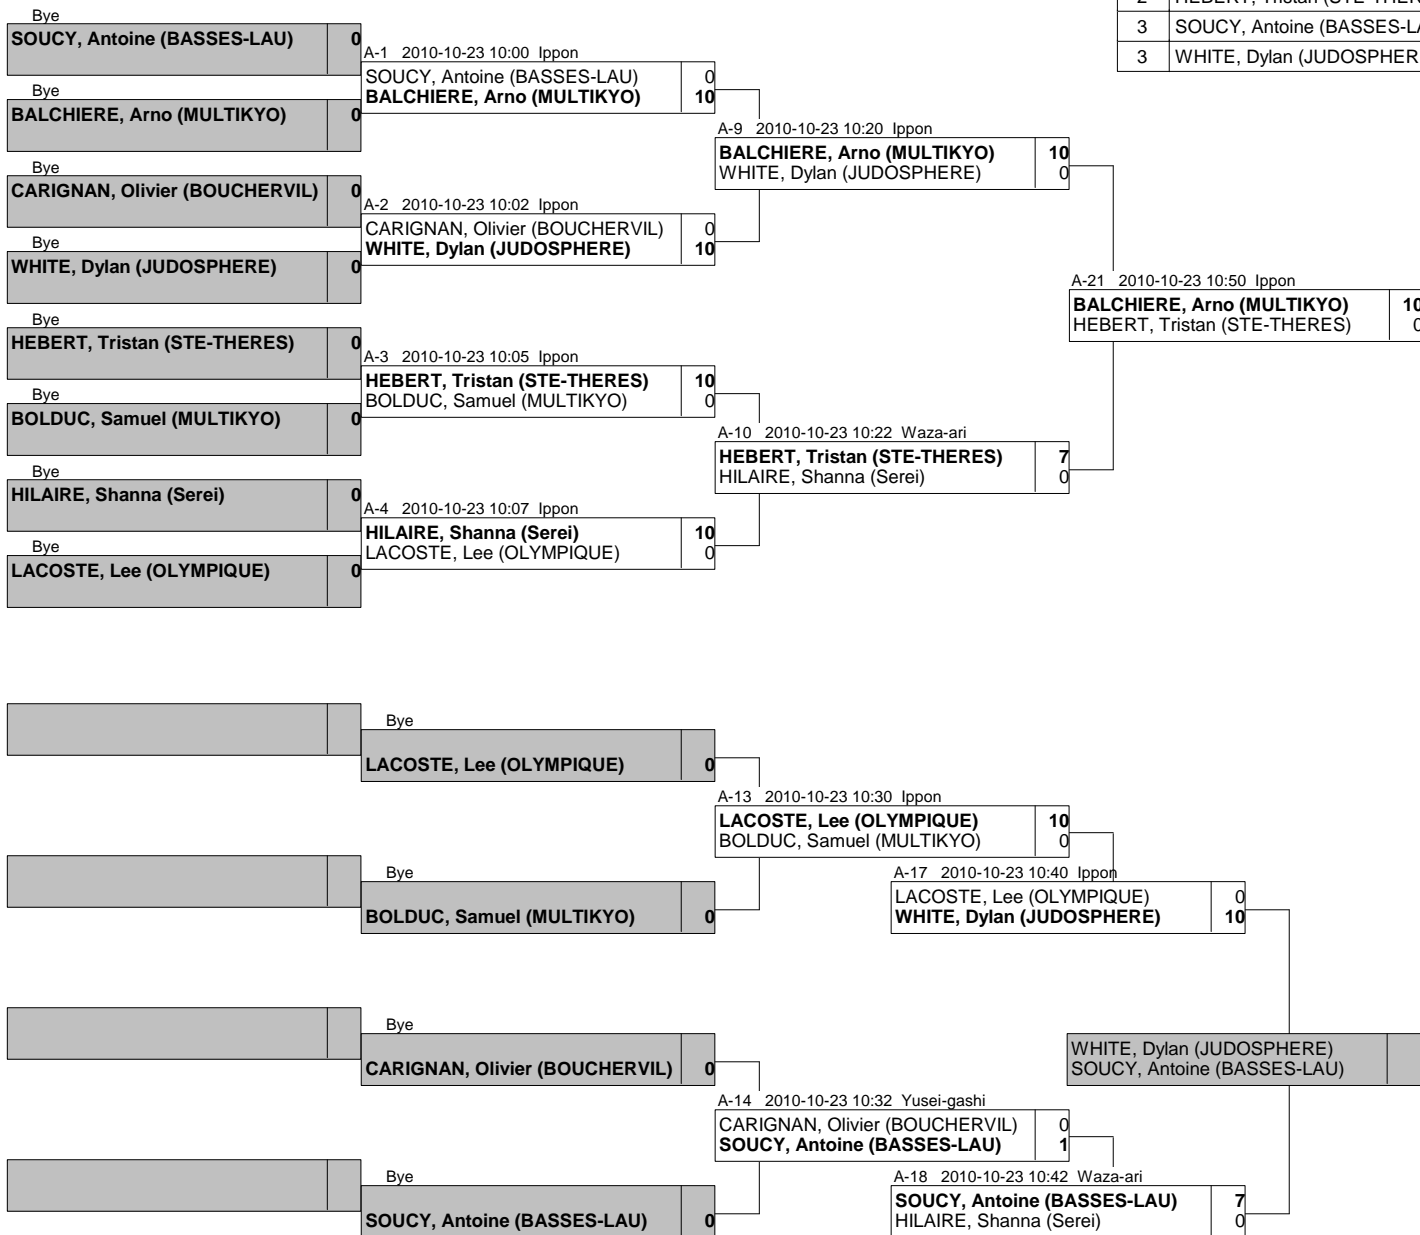 2 HEBERT, Tristan (STE-THER
3 SOUCY, Antoine (BASSES-LA
3 WHITE, Dylan (JUDOSPHER
Bye
SOUCY, Antoine (BASSES-LAU) 0
A-1 2010-10-23 10:00 Ippon
SOUCY, Antoine (BASSES-LAU) 0
BALCHIERE, Arno (MULTIKYO) 10
Bye
BALCHIERE, Arno (MULTIKYO) 0
A-9 2010-10-23 10:20 Ippon
BALCHIERE, Arno (MULTIKYO) 10
WHITE, Dylan (JUDOSPHERE) 0
Bye
CARIGNAN, Olivier (BOUCHERVIL) 0
A-2 2010-10-23 10:02 Ippon
CARIGNAN, Olivier (BOUCHERVIL) 0
WHITE, Dylan (JUDOSPHERE) 10
Bye
WHITE, Dylan (JUDOSPHERE) 0
A-21 2010-10-23 10:50 Ippon
BALCHIERE, Arno (MULTIKYO) 10
HEBERT, Tristan (STE-THERES) 0
Bye
HEBERT, Tristan (STE-THERES) 0
A-3 2010-10-23 10:05 Ippon
HEBERT, Tristan (STE-THERES) 10
BOLDUC, Samuel (MULTIKYO) 0
Bye
BOLDUC, Samuel (MULTIKYO) 0
A-10 2010-10-23 10:22 Waza-ari
HEBERT, Tristan (STE-THERES) 7
HILAIRE, Shanna (Serei) 0
Bye
HILAIRE, Shanna (Serei) 0
A-4 2010-10-23 10:07 Ippon
HILAIRE, Shanna (Serei) 10
LACOSTE, Lee (OLYMPIQUE) 0
Bye
LACOSTE, Lee (OLYMPIQUE) 0
Bye
LACOSTE, Lee (OLYMPIQUE) 0
A-13 2010-10-23 10:30 Ippon
LACOSTE, Lee (OLYMPIQUE) 10
BOLDUC, Samuel (MULTIKYO) 0
Bye
BOLDUC, Samuel (MULTIKYO) 0
A-17 2010-10-23 10:40 Ippon
LACOSTE, Lee (OLYMPIQUE) 0
WHITE, Dylan (JUDOSPHERE) 10
Bye
CARIGNAN, Olivier (BOUCHERVIL) 0
WHITE, Dylan (JUDOSPHERE)
SOUCY, Antoine (BASSES-LAU)
A-14 2010-10-23 10:32 Yusei-gashi
CARIGNAN, Olivier (BOUCHERVIL) 0
SOUCY, Antoine (BASSES-LAU) 1
Bye
SOUCY, Antoine (BASSES-LAU) 0
A-18 2010-10-23 10:42 Waza-ari
SOUCY, Antoine (BASSES-LAU) 7
HILAIRE, Shanna (Serei) 0